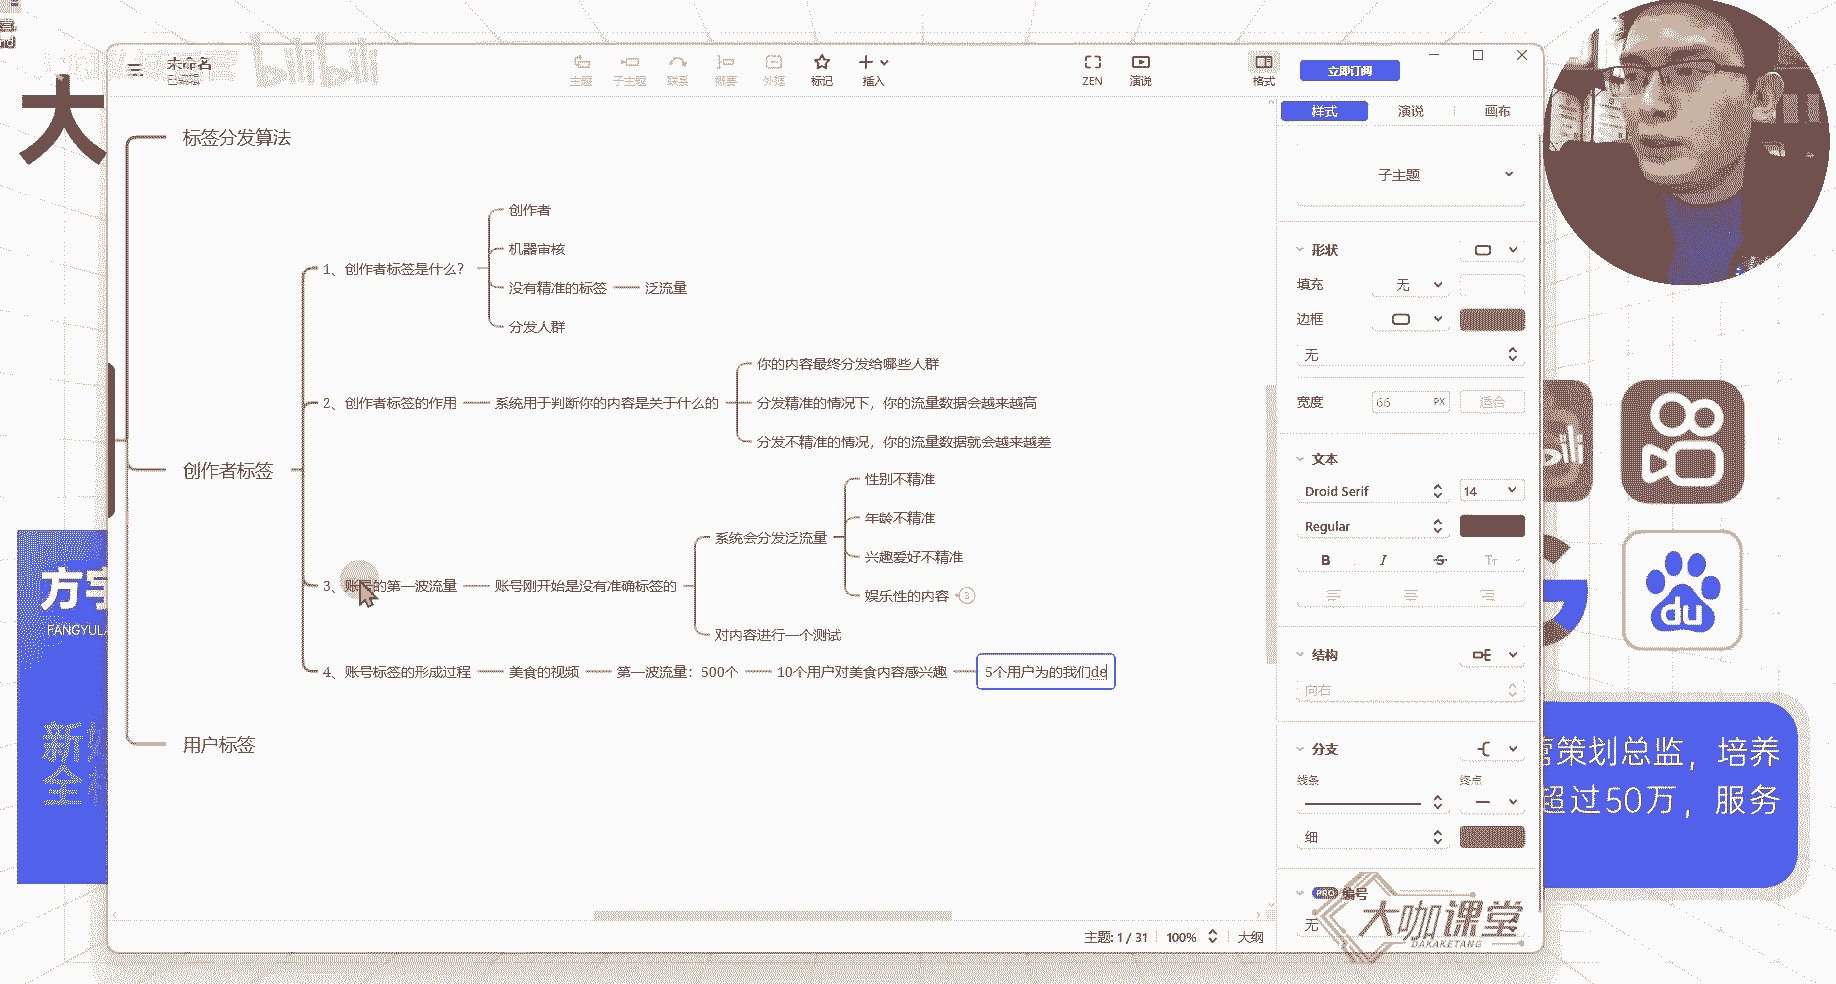 大
bilibili
未命名
已编辑
主题
子主题
联系
概要
外框
标记
插入
ZEN
演说
格式
立即订阅
样式
演说
画布
标签分发算法
创作者
机器审核
1、创作者标签是什么?
没有精准的标签
泛流量
分发人群
你的内容最终分发给哪些人群
2、创作者标签的作用
系统用于判断你的内容是关于什么的
分发精准的情况下，你的流量数据会越来越高
分发不精准的情况，你的流量数据就会越来越差
创作者标签
性别不精准
年龄不精准
系统会分发泛流量
兴趣爱好不精准
3、账号的第一波流量
账号刚开始是没有准确标签的
娱乐性的内容
3
对内容进行一个测试
4、账号标签的形成过程
美食的视频
第一波流量：500个
10个用户对美食内容感兴趣
5个用户为的我们de
用户标签
子主题
形状
填充
无
边框
无
宽度
66
PX
适合
文本
Droid Serif
14
Regular
B
I
S
Tт
结构
向右
分支
线条
终点
细
PRO
编号
无
主题: 1 / 31
100%
大纲
方宇
FANGYULA
新
全
bili
du
营策划总监，培养
超过50万，服务
大咖课堂
DAKAKETANG